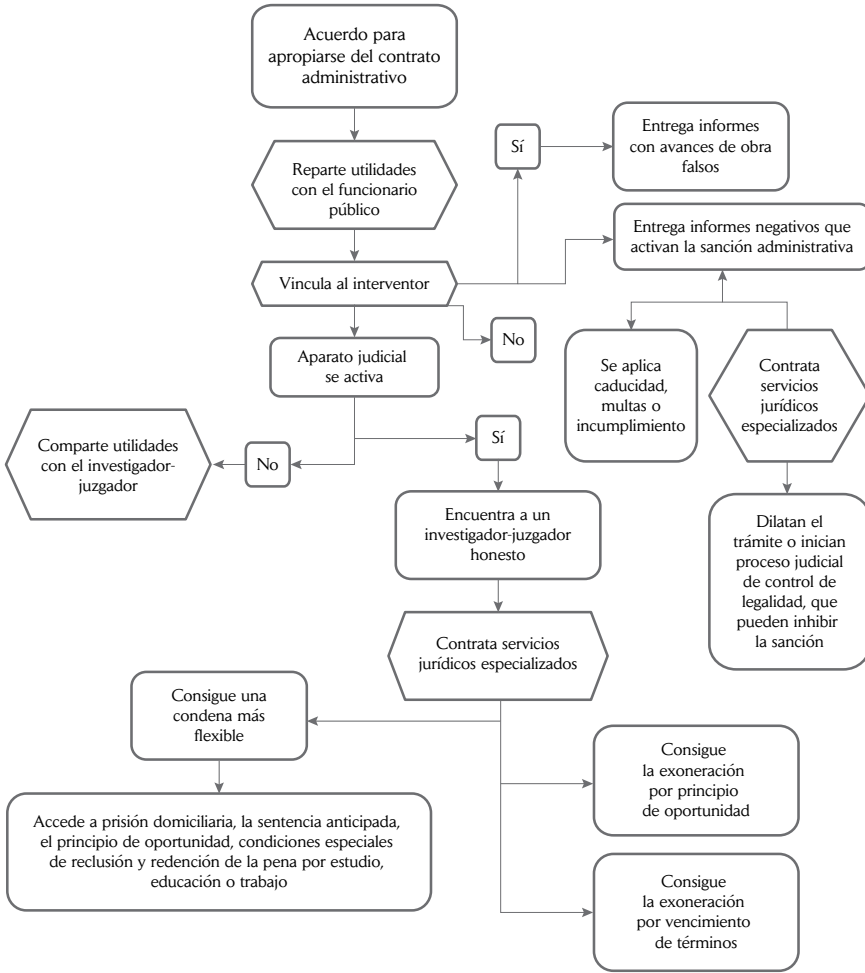 Acuerdo para
apropiarse del contrato
administrativo
Reparte utilidades
con el funcionario
público
Sí
Entrega informes
con avances de obra
falsos
Entrega informes negativos que
activan la sanción administrativa
Vincula al interventor
No
Aparato judicial
se activa
Se aplica
caducidad,
multas o
incumplimiento
Contrata
servicios
jurídicos
especializados
Comparte utilidades
con el investigador-
juzgador
No
Sí
Encuentra a un
investigador-juzgador
honesto
Dilatan el
trámite o inician
proceso judicial
de control de
legalidad, que
pueden inhibir
la sanción
Contrata servicios
jurídicos especializados
Consigue una
condena más
flexible
Consigue
la exoneración
por principio
de oportunidad
Accede a prisión domiciliaria, la sentencia anticipada,
el principio de oportunidad, condiciones especiales
de reclusión y redención de la pena por estudio,
educación o trabajo
Consigue
la exoneración
por vencimiento
de términos